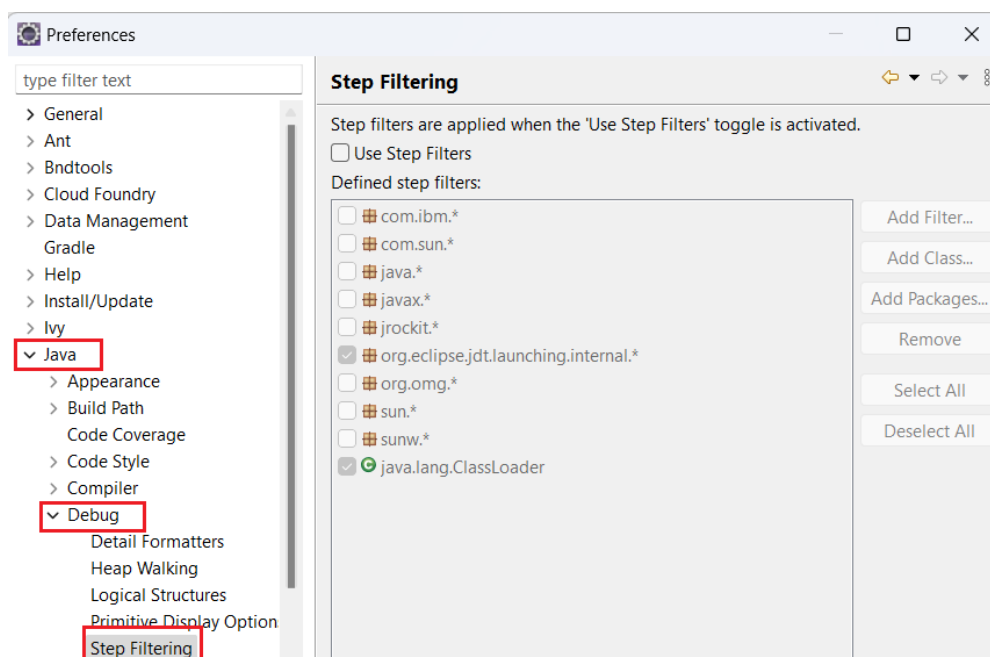 Preferences
type filter text
General
Ant
Bndtools
Cloud Foundry
Data Management
Gradle
Help
Install/Update
Ivy
Java
Appearance
Build Path
Code Coverage
Code Style
Compiler
Debug
Detail Formatters
Heap Walking
Logical Structures
Primitive Display Option
Step Filtering
Step Filtering
Step filters are applied when the 'Use Step Filters' toggle is activated.
Use Step Filters
Defined step filters:
com.ibm.*
com.sun.*
java.*
javax.*
jrockit.*
org.eclipse.jdt.launching.internal.*
org.omg.*
sun.*
sunw.*
java.lang.ClassLoader
Add Filter...
Add Class...
Add Packages...
Remove
Select All
Deselect All